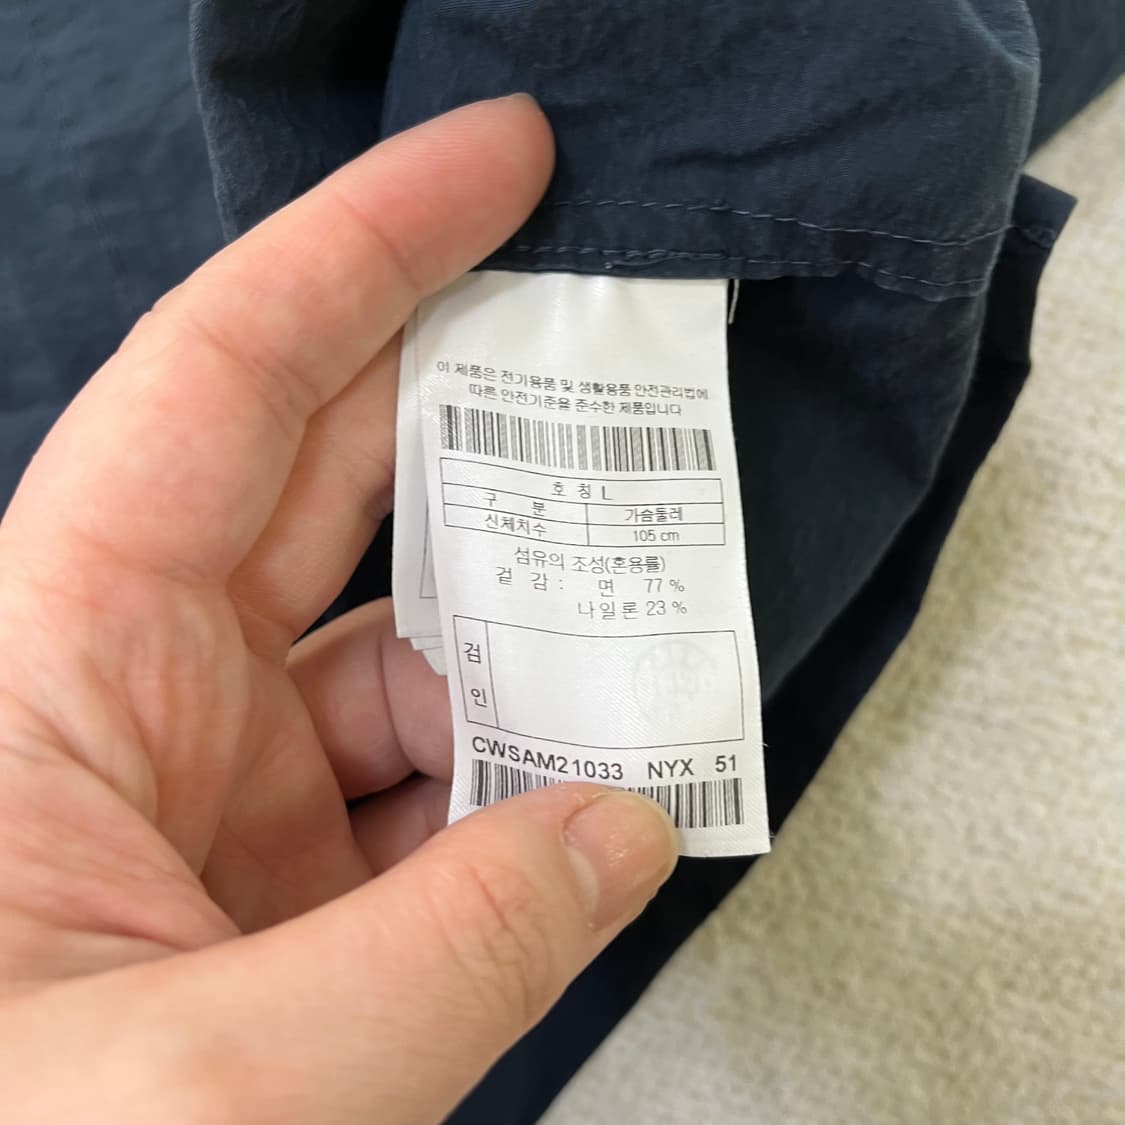 이 제품은 전기용품 및 생활용품 안전관리법에
따른 안전기준을 준수한 제품입니다
호 칭 L
구 분 가슴둘레
신체치수 105 cm
섬유의 조성(혼용률)
겉 감 : 면 77 %
나일론 23 %
검
인
CWSAM21033 NYX 51